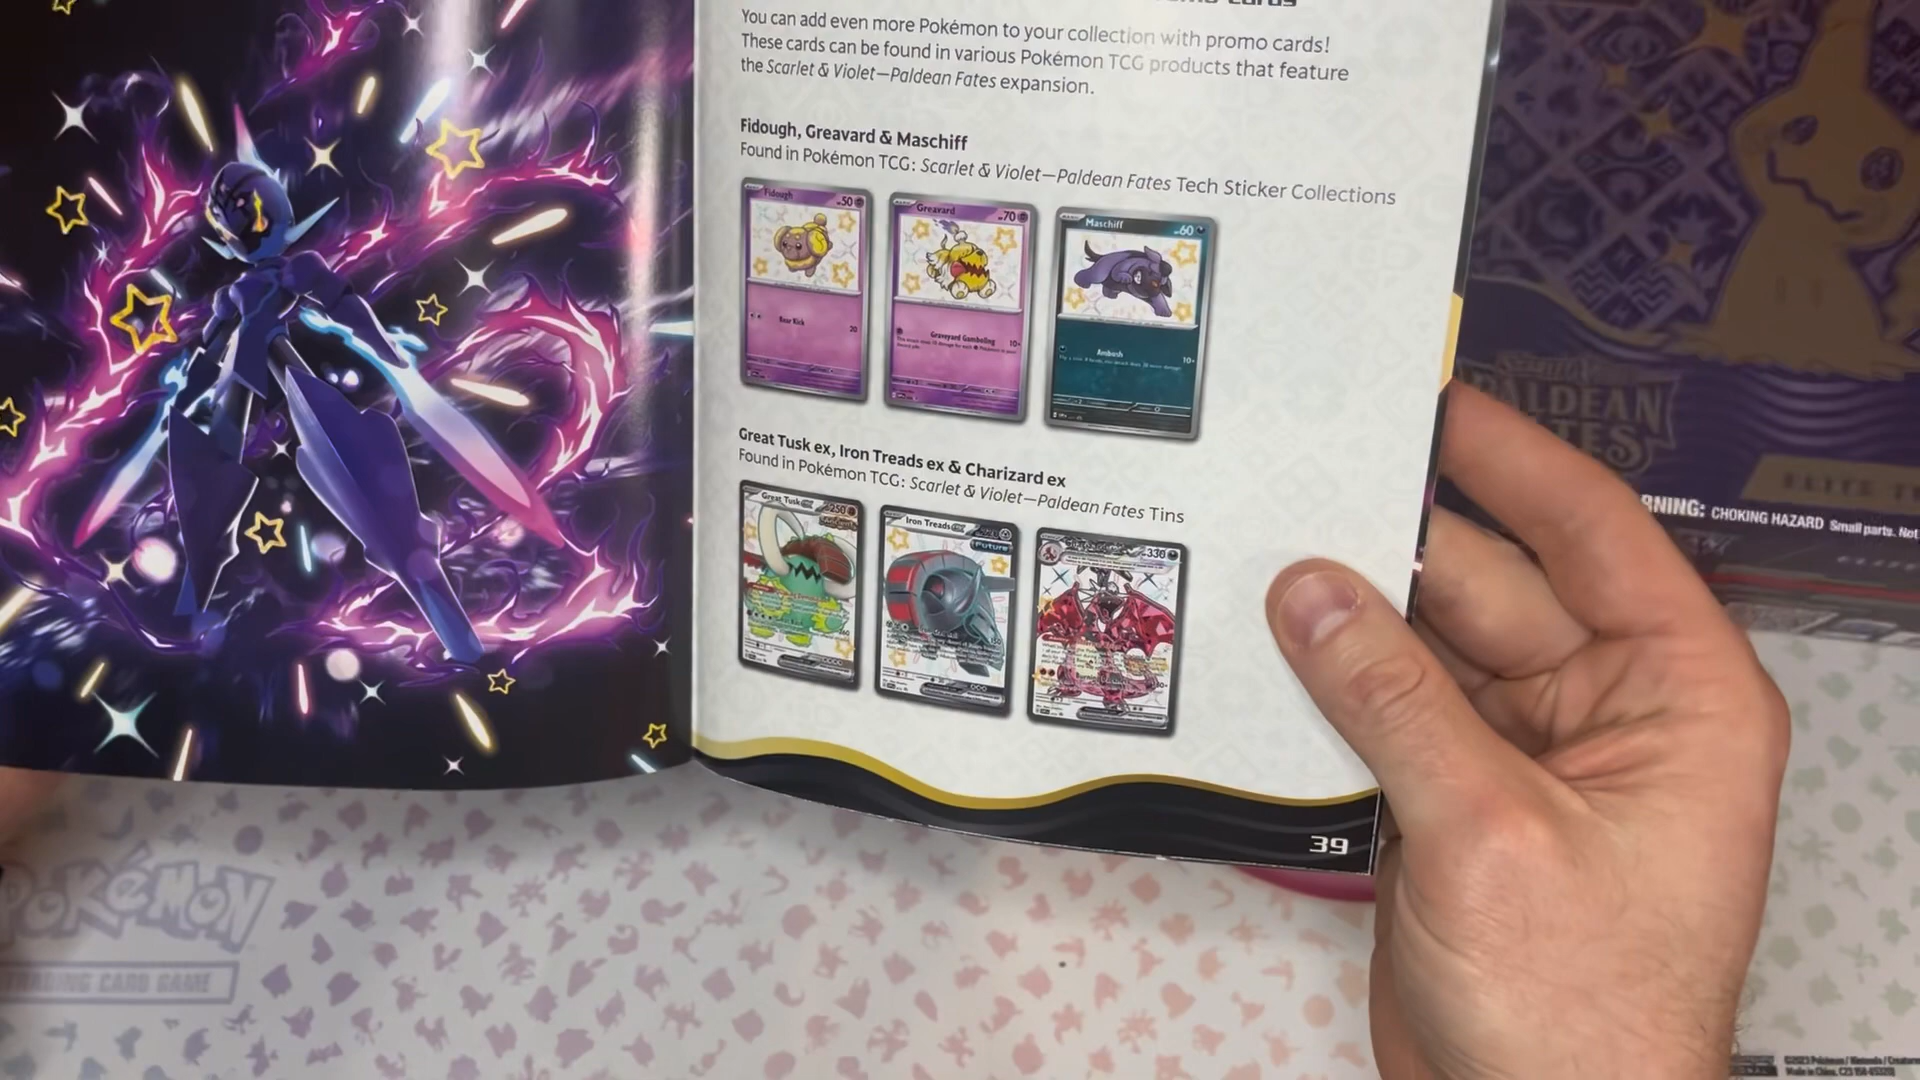 You can add even more Pokémon to your collection with promo cards!
These cards can be found in various Pokémon TCG products that feature
the Scarlet & Violet—Paldean Fates expansion.
Fidough, Greavard & Maschiff
Found in Pokémon TCG: Scarlet & Violet—Paldean Fates Tech Sticker Collections
Fidough 50
Greavard 70
Maschiff 60
Rear Kick 20
Graveyard Gamboling 10+
Ambush 10+
Great Tusk ex, Iron Treads ex & Charizard ex
Found in Pokémon TCG: Scarlet & Violet—Paldean Fates Tins
Great Tusk ex 250
Iron Treads ex
Future
330
39
PALDEAN
FATES
WARNING: CHOKING HAZARD Small parts. Not
POKéMON
TRADING CARD GAME